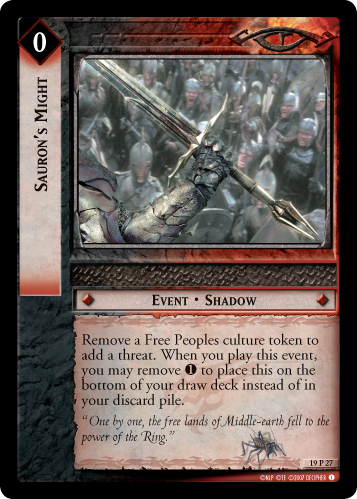 0
SAURON'S MIGHT
EVENT • SHADOW
Remove a Free Peoples culture token to
add a threat. When you play this event,
you may remove ❶ to place this on the
bottom of your draw deck instead of in
your discard pile.
"One by one, the free lands of Middle-earth fell to the
power of the Ring."
19 P 27
©NLP ©TE ©2007 DECIPHER 1